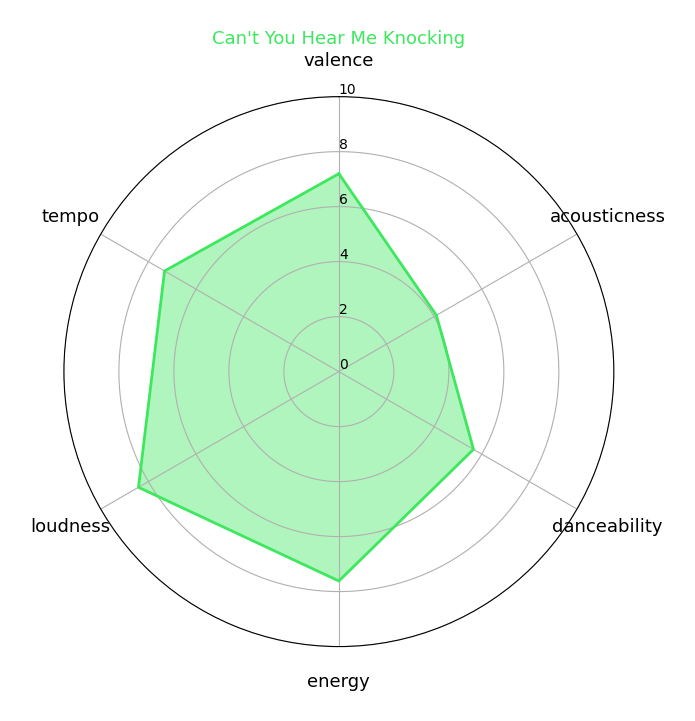 Can't You Hear Me Knocking
valence
10
8
6
4
2
0
tempo
acousticness
loudness
danceability
energy